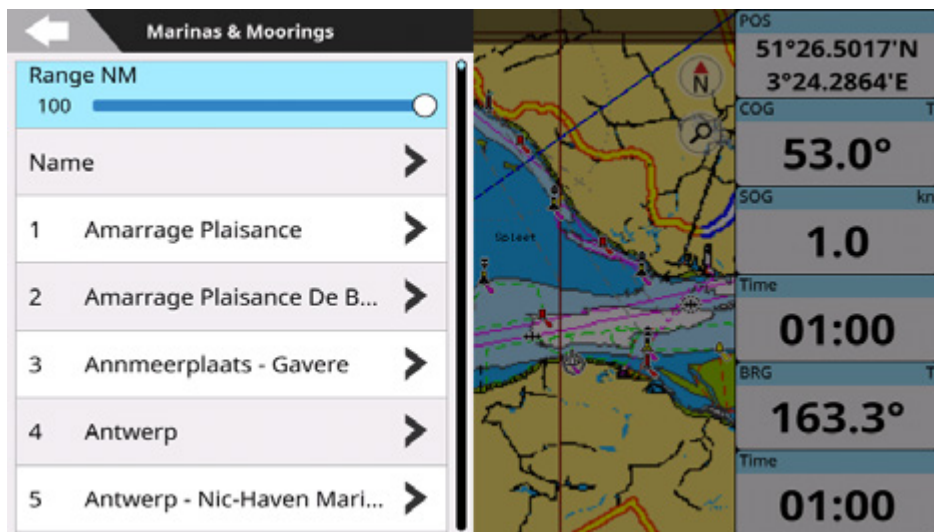 Marinas & Moorings
Range NM
100
Name
1 Amarrage Plaisance
2 Amarrage Plaisance De B...
3 Annmeerplaats - Gavere
4 Antwerp
5 Antwerp - Nic-Haven Mari...
N
Spleet
POS
51°26.5017'N
3°24.2864'E
COG T
53.0°
SOG kn
1.0
Time
01:00
BRG T
163.3°
Time
01:00